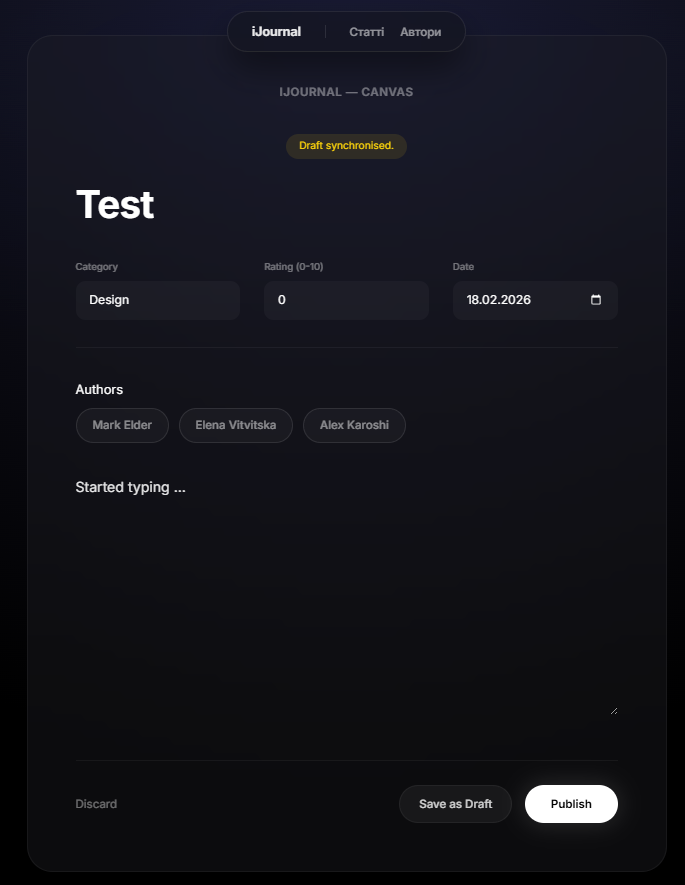 iJournal Статті Автори
IJOURNAL — CANVAS
Draft synchronised.
Test
Category Rating (0–10) Date
Design 0 18.02.2026
Authors
Mark Elder Elena Vitvitska Alex Karoshi
Started typing ...
Discard Save as Draft Publish